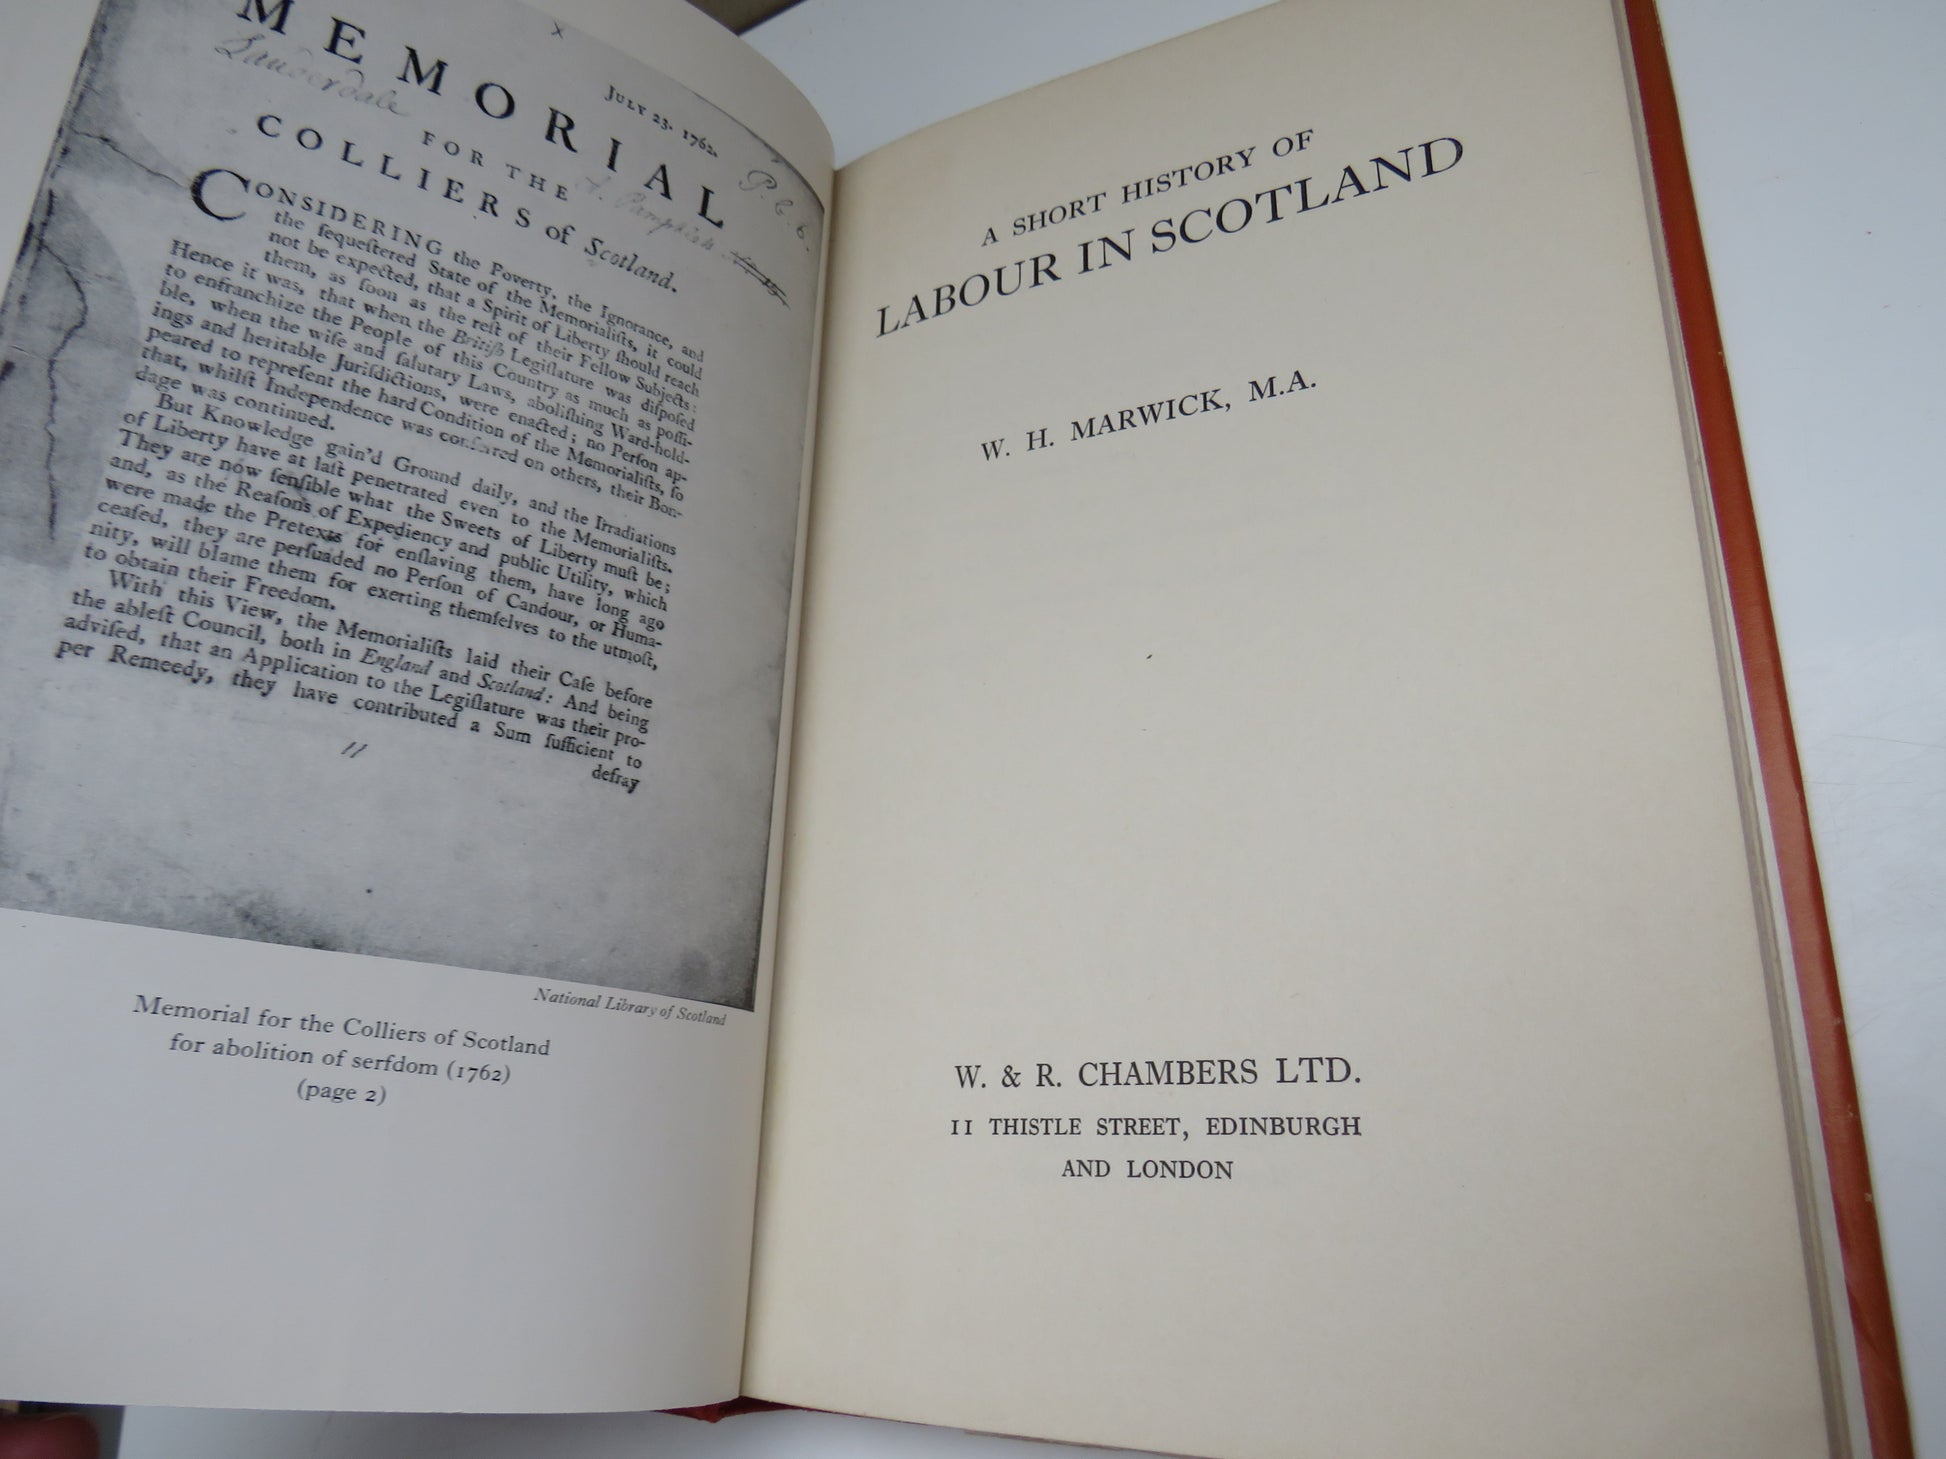 MEMORIAL
Lauderdale
July 23. 1762.
FOR THE
P. C. 6.
COLLIERS of Scotland.
CONSIDERING the Poverty, the Ignorance, and
the ſequeſtered State of the Memorialiſts, it could
not be expected, that a Spirit of Liberty ſhould reach
them, as ſoon as the reſt of their Fellow Subjects:
Hence it was, that when the Britiſh Legiſlature was diſpoſed
to enfranchize the People of this Country as much as poſſi-
ble, when the wiſe and ſalutary Laws, aboliſhing Ward-hold-
ings and heritable Juriſdictions, were enacted; no Perſon ap-
peared to repreſent the hard Condition of the Memorialiſts, ſo
that, whilſt Independence was conferred on others, their Bon-
dage was continued.
But Knowledge gain'd Ground daily, and the Irradiations
of Liberty have at laſt penetrated even to the Memorialiſts.
They are now ſenſible what the Sweets of Liberty muſt be;
and, as the Reaſons of Expediency and public Utility, which
were made the Pretexts for enſlaving them, have long ago
ceaſed, they are perſuaded no Perſon of Candour, or Huma-
nity, will blame them for exerting themſelves to the utmoſt,
to obtain their Freedom.
With this View, the Memorialiſts laid their Caſe before
the ableſt Council, both in England and Scotland: And being
adviſed, that an Application to the Legiſlature was their pro-
per Remeedy, they have contributed a Sum ſufficient to
defray
National Library of Scotland
Memorial for the Colliers of Scotland
for abolition of serfdom (1762)
(page 2)
A SHORT HISTORY OF
LABOUR IN SCOTLAND
W. H. MARWICK, M.A.
W. & R. CHAMBERS LTD.
11 THISTLE STREET, EDINBURGH
AND LONDON